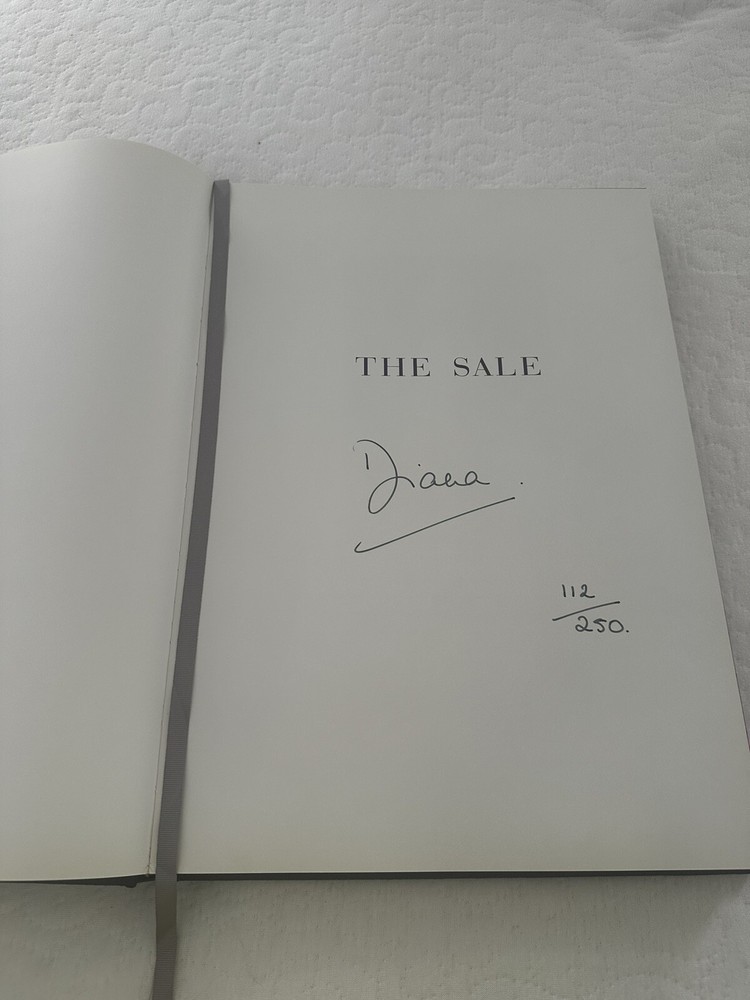 THE SALE
Diana.
112
250.